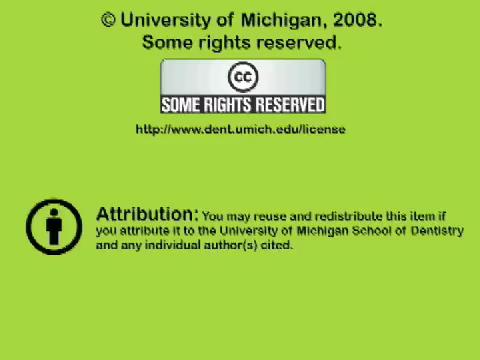 © University of Michigan, 2008.
Some rights reserved.
cc
SOME RIGHTS RESERVED
http://www.dent.umich.edu/license
Attribution: You may reuse and redistribute this item if
you attribute it to the University of Michigan School of Dentistry
and any individual author(s) cited.